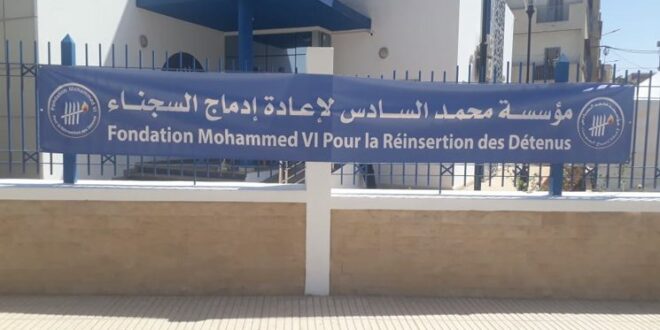 مؤسسة محمد السادس لإعادة إدماج السجناء
Fondation Mohammed VI Pour la Réinsertion des Détenus